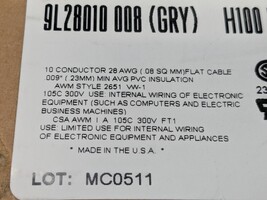 9L28010 008 (GRY) H100
10 CONDUCTOR 28 AWG (.08 SQ MM)FLAT CABLE
.009" (.23MM) MIN AVG PVC INSULATION
AWM STYLE 2651 VW-1
105C 300V USE: INTERNAL WIRING OF ELECTRONIC
EQUIPMENT (SUCH AS COMPUTERS AND ELECTRIC
BUSINESS MACHINES)
CSA AWM I A 105C 300V FT1
USE: LIMITED USE FOR INTERNAL WIRING
OF ELECTRONIC EQUIPMENT AND APPLIANCES
* MADE IN THE U.S.A. *
LOT: MC0511